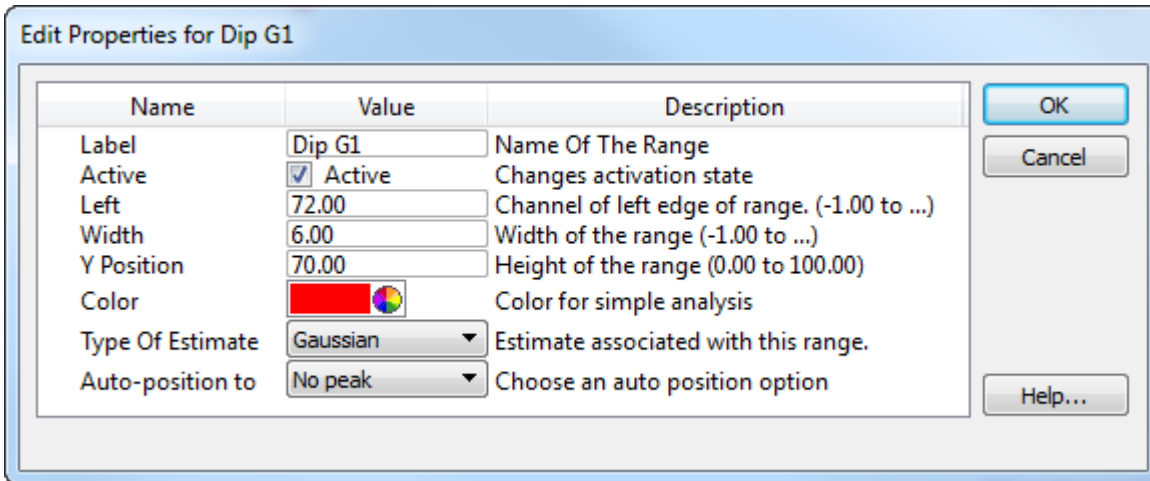 Edit Properties for Dip G1
Name Value Description OK
Label Dip G1 Name Of The Range
Active Active Changes activation state Cancel
Left 72.00 Channel of left edge of range. (-1.00 to ...)
Width 6.00 Width of the range (-1.00 to ...)
Y Position 70.00 Height of the range (0.00 to 100.00)
Color Color for simple analysis
Type Of Estimate Gaussian Estimate associated with this range.
Auto-position to No peak Choose an auto position option
Help...